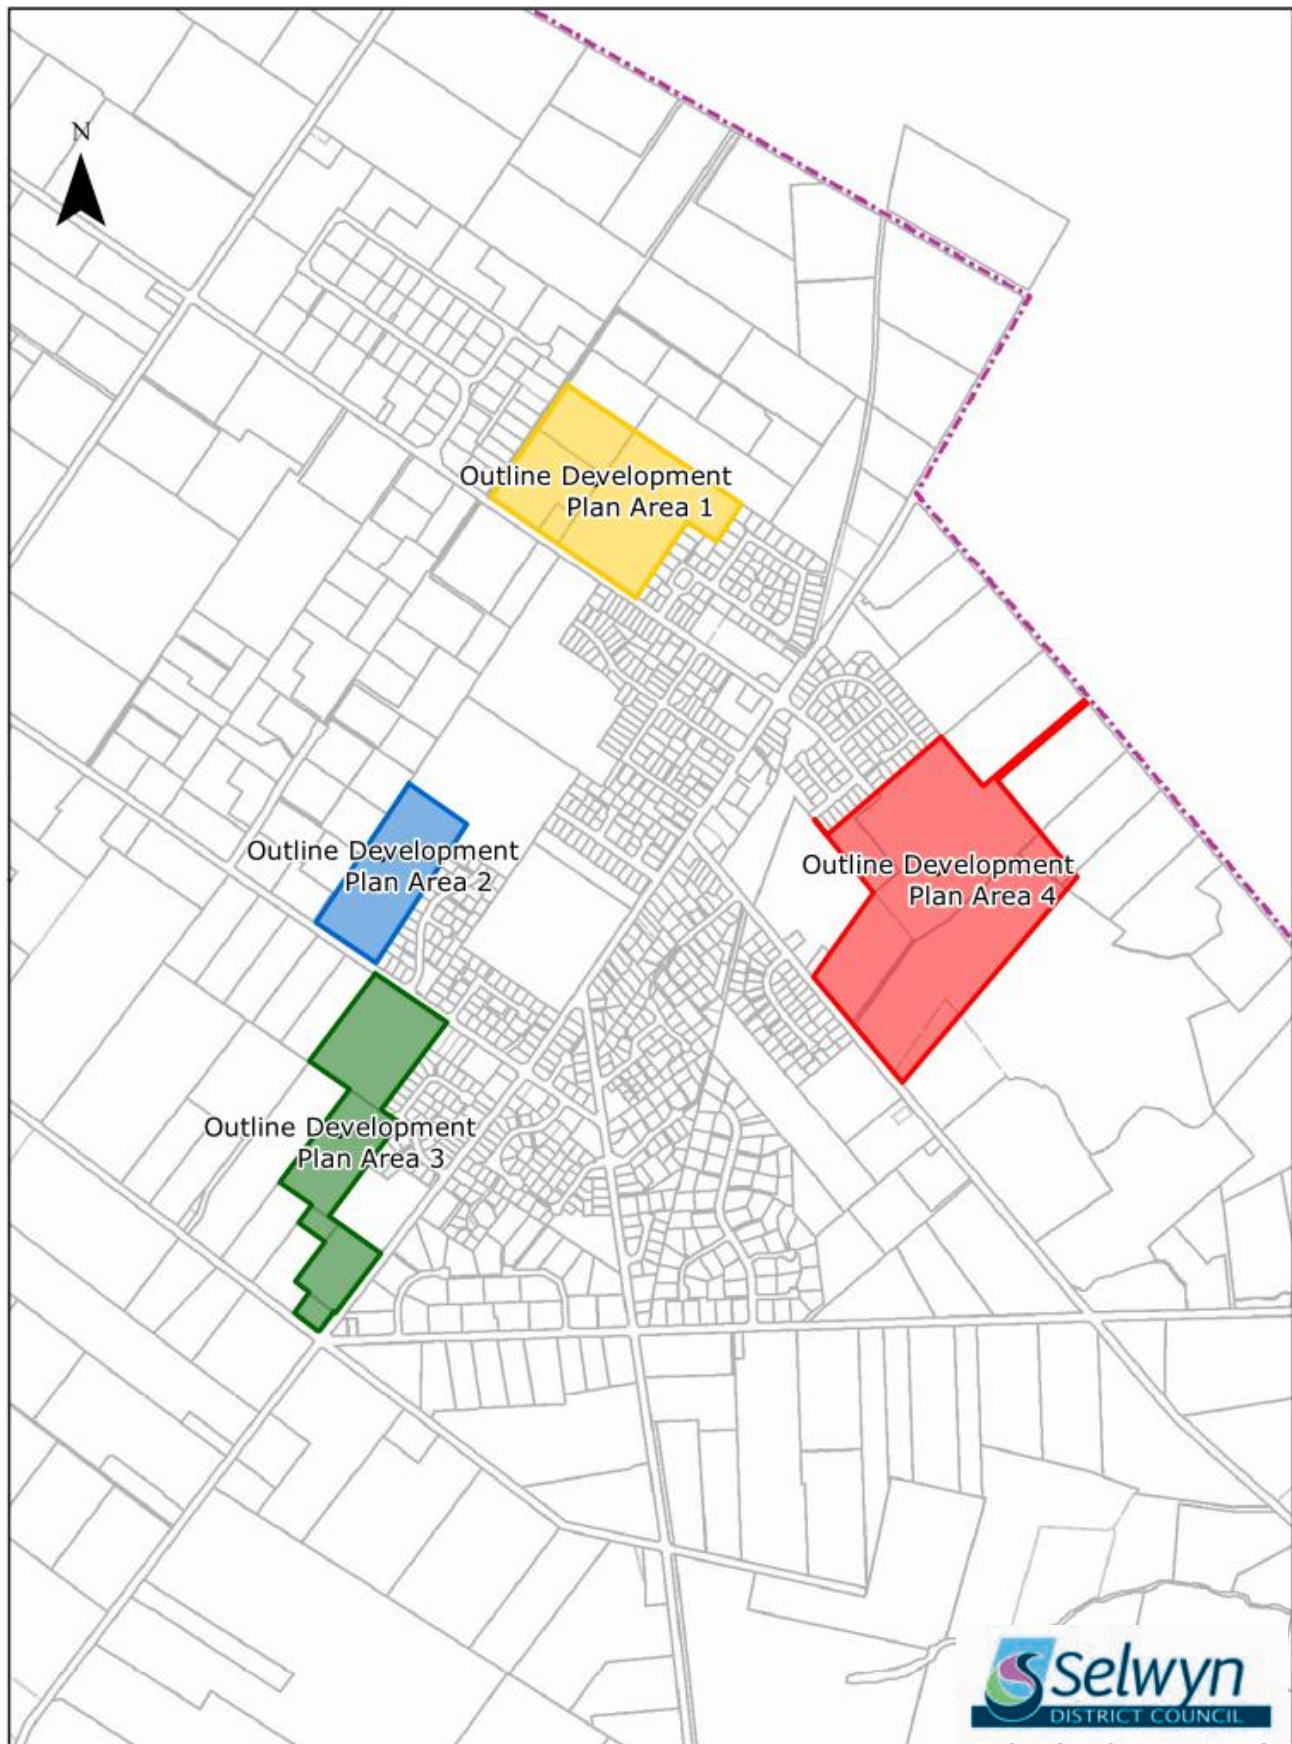 N
Outline Development
Plan Area 1
Outline Development
Plan Area 2
Outline Development
Plan Area 4
Outline Development
Plan Area 3
Selwyn
DISTRICT COUNCIL